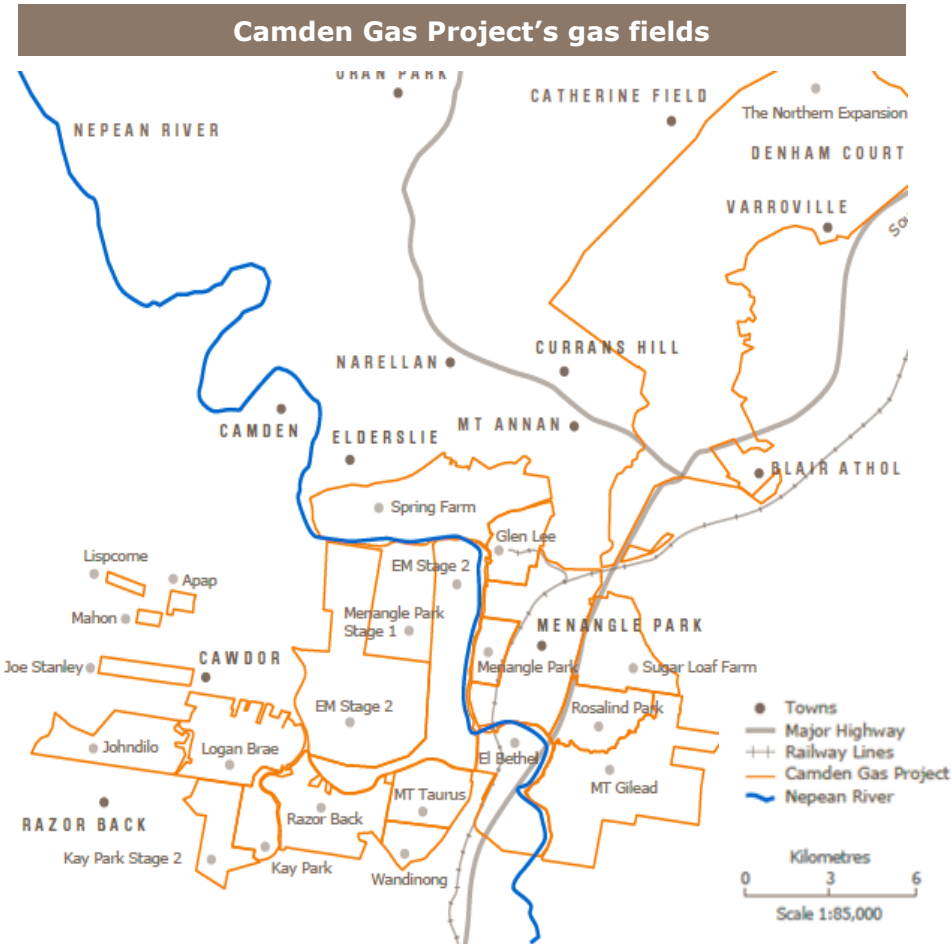 Camden Gas Project's gas fields
ORAN PARK
CATHERINE FIELD
The Northern Expansion
NEPEAN RIVER
DENHAM COURT
VARROVILLE
CURRANS HILL
NARELLAN
MT ANNAN
CAMDEN
ELDERSLIE
BLAIR ATHOL
Spring Farm
Glen Lee
Lispcome
EM Stage 2
Apap
Menangle Park
Stage 1
Mahon
MENANGLE PARK
CAWDOR
Joe Stanley
Menangle Park
Sugar Loaf Farm
EM Stage 2
Rosalind Park
Johndilo
Logan Brae
El Bethel
MT Gilead
MT Taurus
Razor Back
RAZOR BACK
Kay Park Stage 2
Kay Park
Wandinong
Towns
Major Highway
Railway Lines
Camden Gas Project
Nepean River
Kilometres
0 3 6
Scale 1:85,000